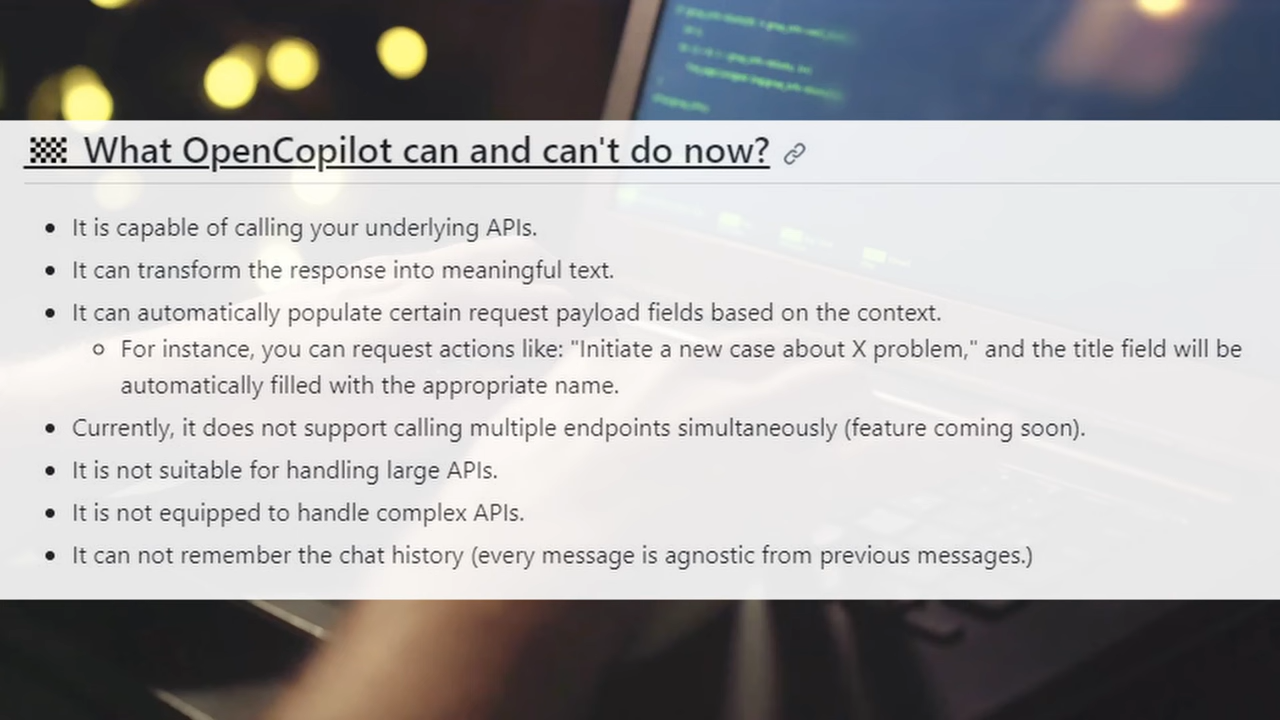 🏁 What OpenCopilot can and can't do now?
• It is capable of calling your underlying APIs.
• It can transform the response into meaningful text.
• It can automatically populate certain request payload fields based on the context.
◦ For instance, you can request actions like: "Initiate a new case about X problem," and the title field will be
automatically filled with the appropriate name.
• Currently, it does not support calling multiple endpoints simultaneously (feature coming soon).
• It is not suitable for handling large APIs.
• It is not equipped to handle complex APIs.
• It can not remember the chat history (every message is agnostic from previous messages.)